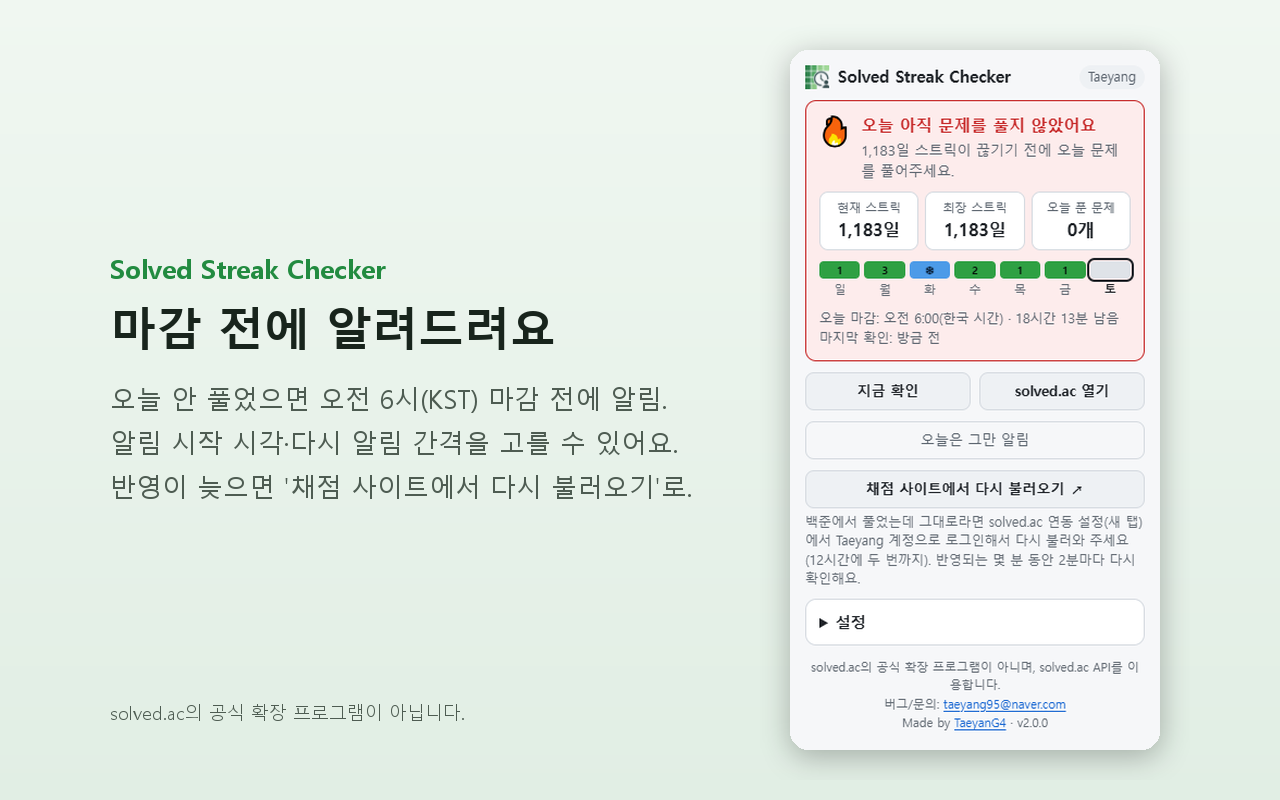 Solved Streak Checker
마감 전에 알려드려요
오늘 안 풀었으면 오전 6시(KST) 마감 전에 알림.
알림 시작 시각·다시 알림 간격을 고를 수 있어요.
반영이 늦으면 '채점 사이트에서 다시 불러오기'로.
solved.ac의 공식 확장 프로그램이 아닙니다.
Solved Streak Checker
Taeyang
오늘 아직 문제를 풀지 않았어요
1,183일 스트릭이 끊기기 전에 오늘 문제
를 풀어주세요.
현재 스트릭 최장 스트릭 오늘 푼 문제
1,183일 1,183일 0개
1 3 ❄ 2 1 1
일 월 화 수 목 금 토
오늘 마감: 오전 6:00(한국 시간) · 18시간 13분 남음
마지막 확인: 방금 전
지금 확인 solved.ac 열기
오늘은 그만 알림
채점 사이트에서 다시 불러오기 ↗
백준에서 풀었는데 그대로라면 solved.ac 연동 설정(새 탭)
에서 Taeyang 계정으로 로그인해서 다시 불러와 주세요
(12시간에 두 번까지). 반영되는 몇 분 동안 2분마다 다시
확인해요.
▶ 설정
solved.ac의 공식 확장 프로그램이 아니며, solved.ac API를 이
용합니다.
버그/문의: taeyang95@naver.com
Made by TaeyanG4 · v2.0.0